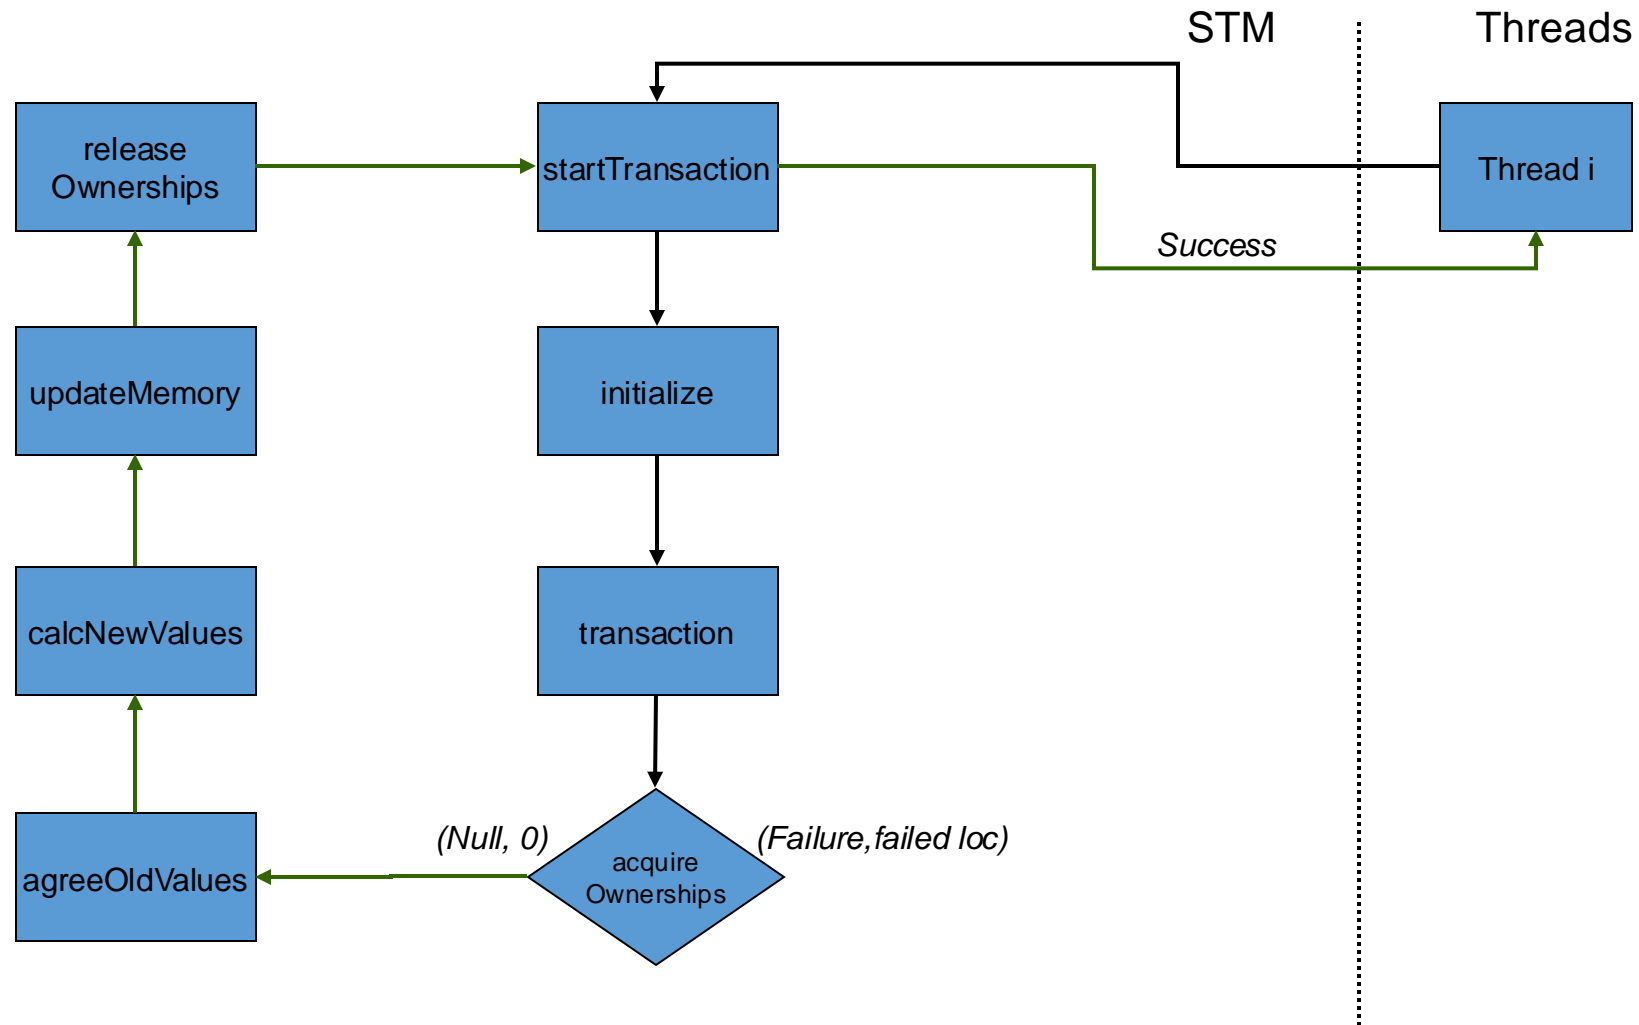 STM
Threads
release
Ownerships
startTransaction
Thread i
Success
updateMemory
initialize
calcNewValues
transaction
(Null, 0)
(Failure,failed loc)
agreeOldValues
acquire
Ownerships